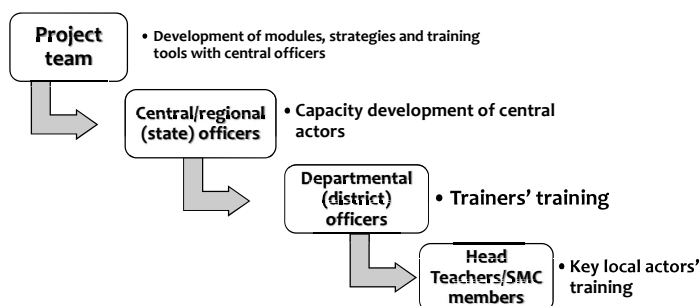 Project
team
• Development of modules, strategies and training
tools with central officers
Central/regional
(state) officers
• Capacity development of central
actors
Departmental
(district)
officers
• Trainers' training
Head
Teachers/SMC
members
• Key local actors'
training